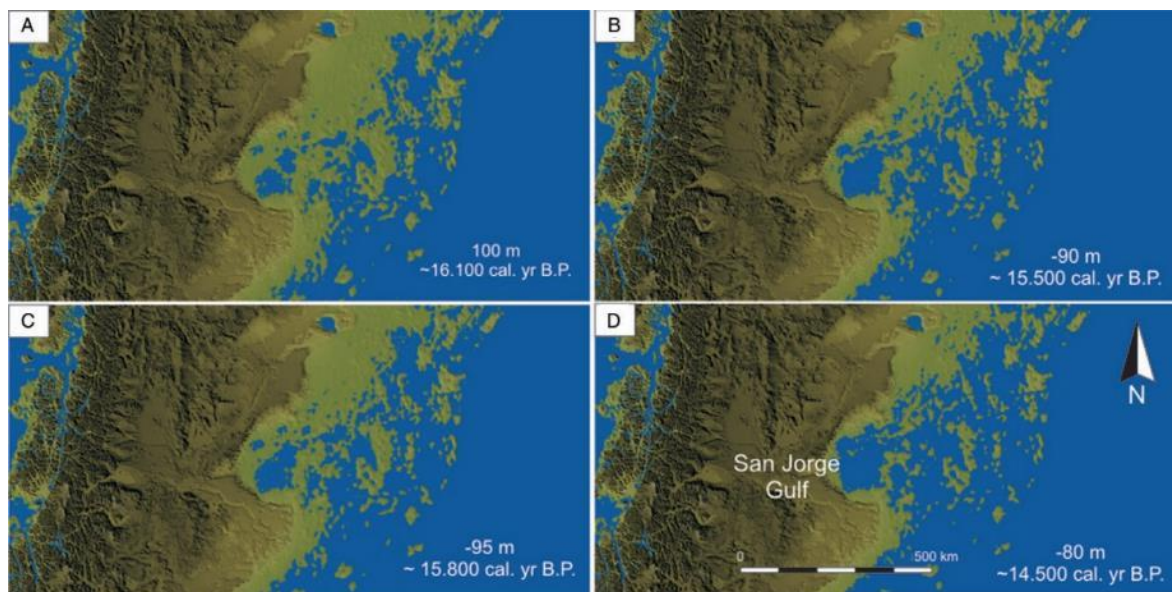 A
100 m
~16.100 cal. yr B.P.
B
-90 m
~ 15.500 cal. yr B.P.
C
-95 m
~ 15.800 cal. yr B.P.
D
N
San Jorge
Gulf
0
500 km
-80 m
~14.500 cal. yr B.P.